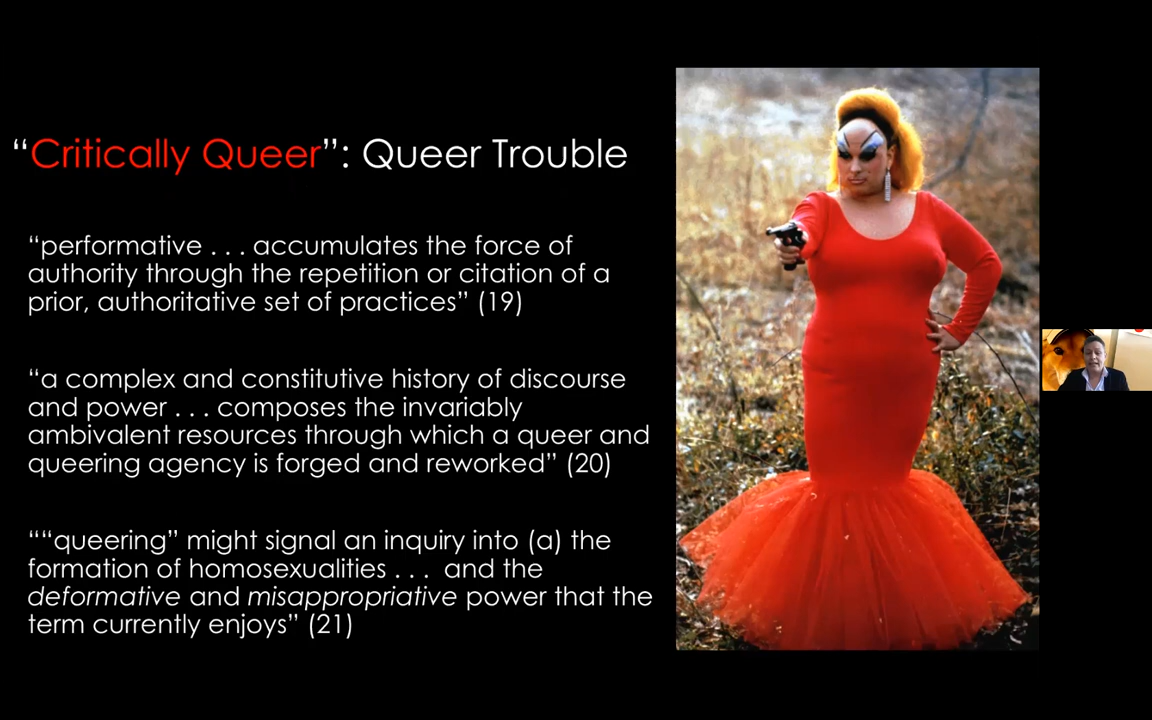 “Critically Queer”: Queer Trouble
“performative . . . accumulates the force of
authority through the repetition or citation of a
prior, authoritative set of practices” (19)
“a complex and constitutive history of discourse
and power . . . composes the invariably
ambivalent resources through which a queer and
queering agency is forged and reworked” (20)
““queering” might signal an inquiry into (a) the
formation of homosexualities . . .  and the
deformative and misappropriative power that the
term currently enjoys” (21)